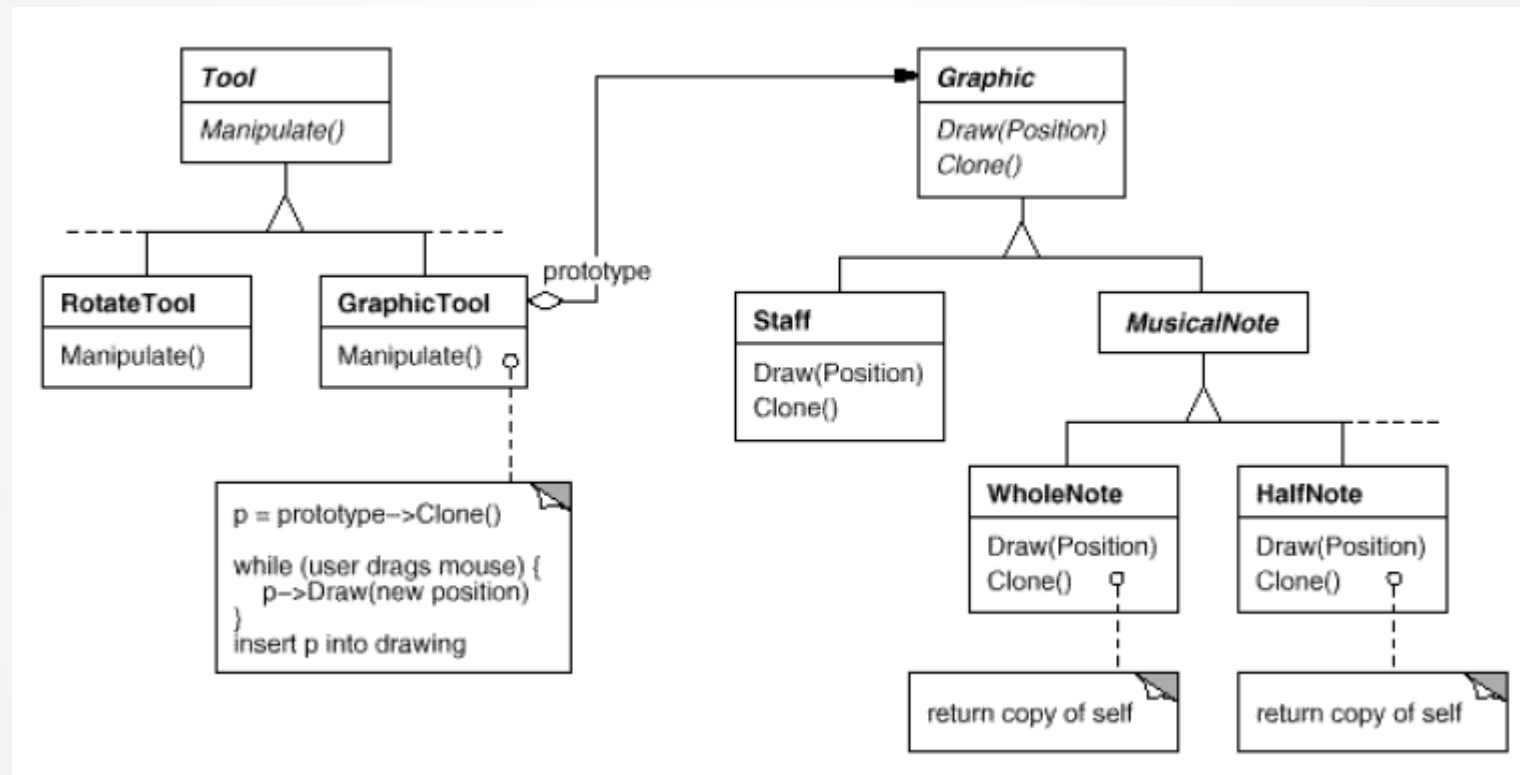 Tool
Manipulate()
Graphic
Draw(Position)
Clone()
prototype
RotateTool
Manipulate()
GraphicTool
Manipulate()
Staff
Draw(Position)
Clone()
MusicalNote
WholeNote
Draw(Position)
Clone()
HalfNote
Draw(Position)
Clone()
p = prototype->Clone()
while (user drags mouse) {
p->Draw(new position)
}
insert p into drawing
return copy of self
return copy of self